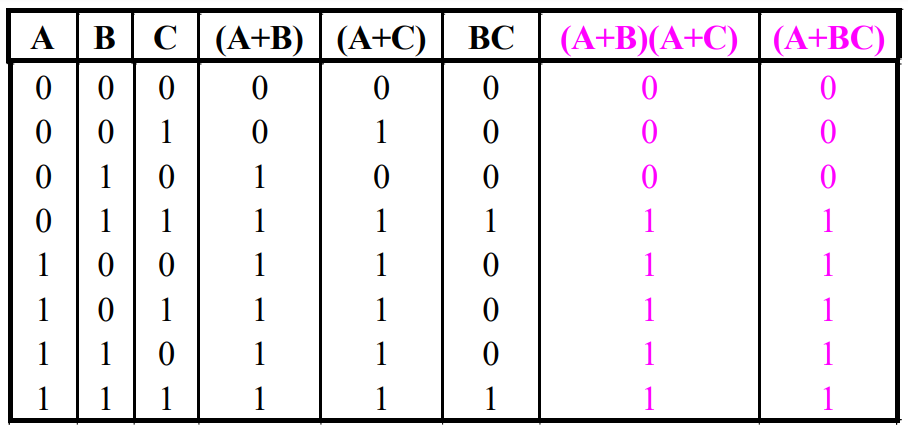 A B C (A+B) (A+C) BC (A+B)(A+C) (A+BC)
0 0 0 0 0 0 0 0
0 0 1 0 1 0 0 0
0 1 0 1 0 0 0 0
0 1 1 1 1 1 1 1
1 0 0 1 1 0 1 1
1 0 1 1 1 0 1 1
1 1 0 1 1 0 1 1
1 1 1 1 1 1 1 1